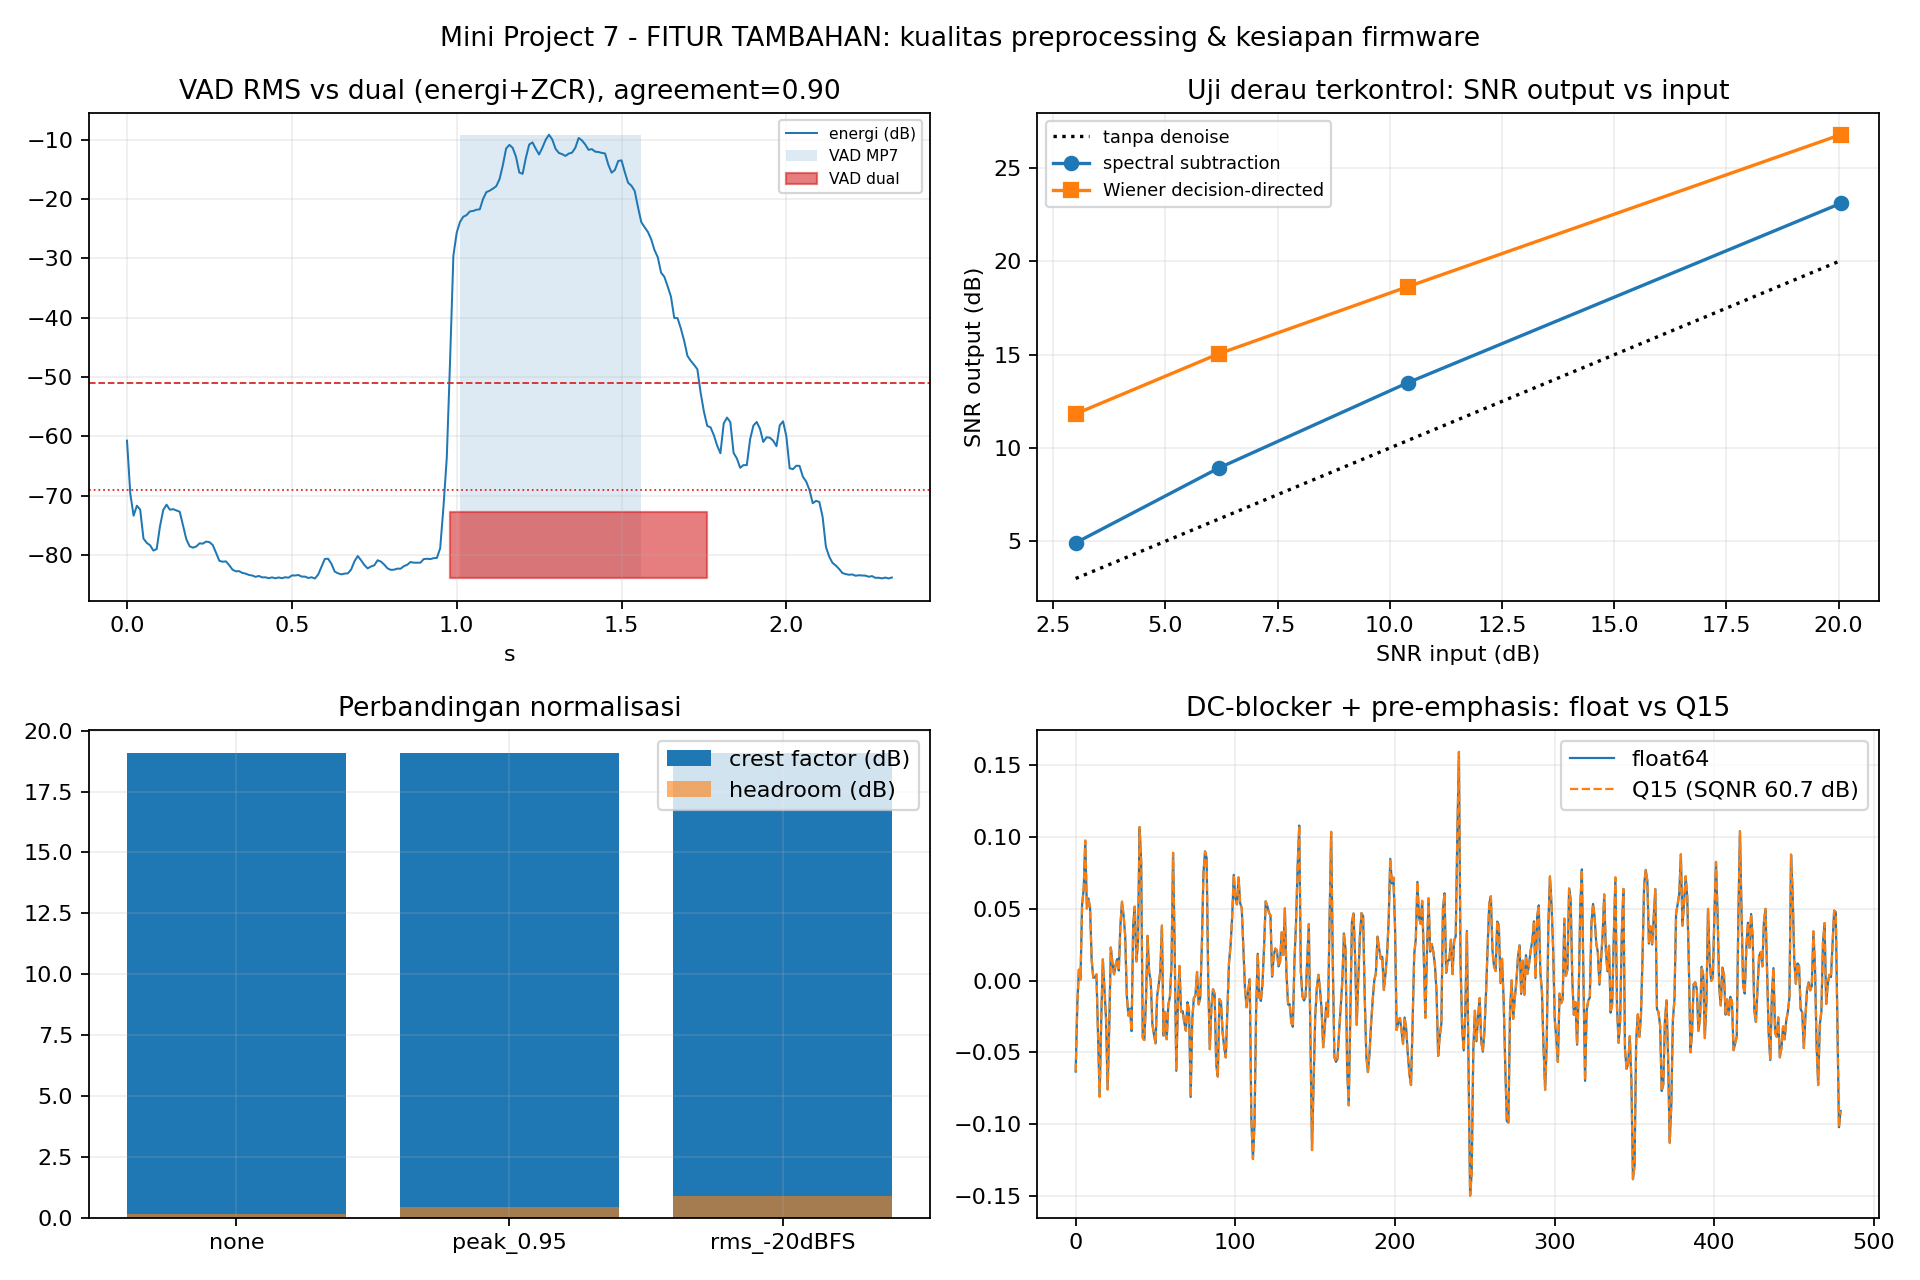 Mini Project 7 - FITUR TAMBAHAN: kualitas preprocessing & kesiapan firmware
VAD RMS vs dual (energi+ZCR), agreement=0.90
energi (dB)
VAD MP7
VAD dual
−10
−20
−30
−40
−50
−60
−70
−80
0.0
0.5
1.0
1.5
2.0
s
Uji derau terkontrol: SNR output vs input
tanpa denoise
spectral subtraction
Wiener decision-directed
SNR output (dB)
25
20
15
10
5
2.5
5.0
7.5
10.0
12.5
15.0
17.5
20.0
SNR input (dB)
Perbandingan normalisasi
crest factor (dB)
headroom (dB)
20.0
17.5
15.0
12.5
10.0
7.5
5.0
2.5
0.0
none
peak_0.95
rms_-20dBFS
DC-blocker + pre-emphasis: float vs Q15
float64
Q15 (SQNR 60.7 dB)
0.15
0.10
0.05
0.00
−0.05
−0.10
−0.15
0
100
200
300
400
500